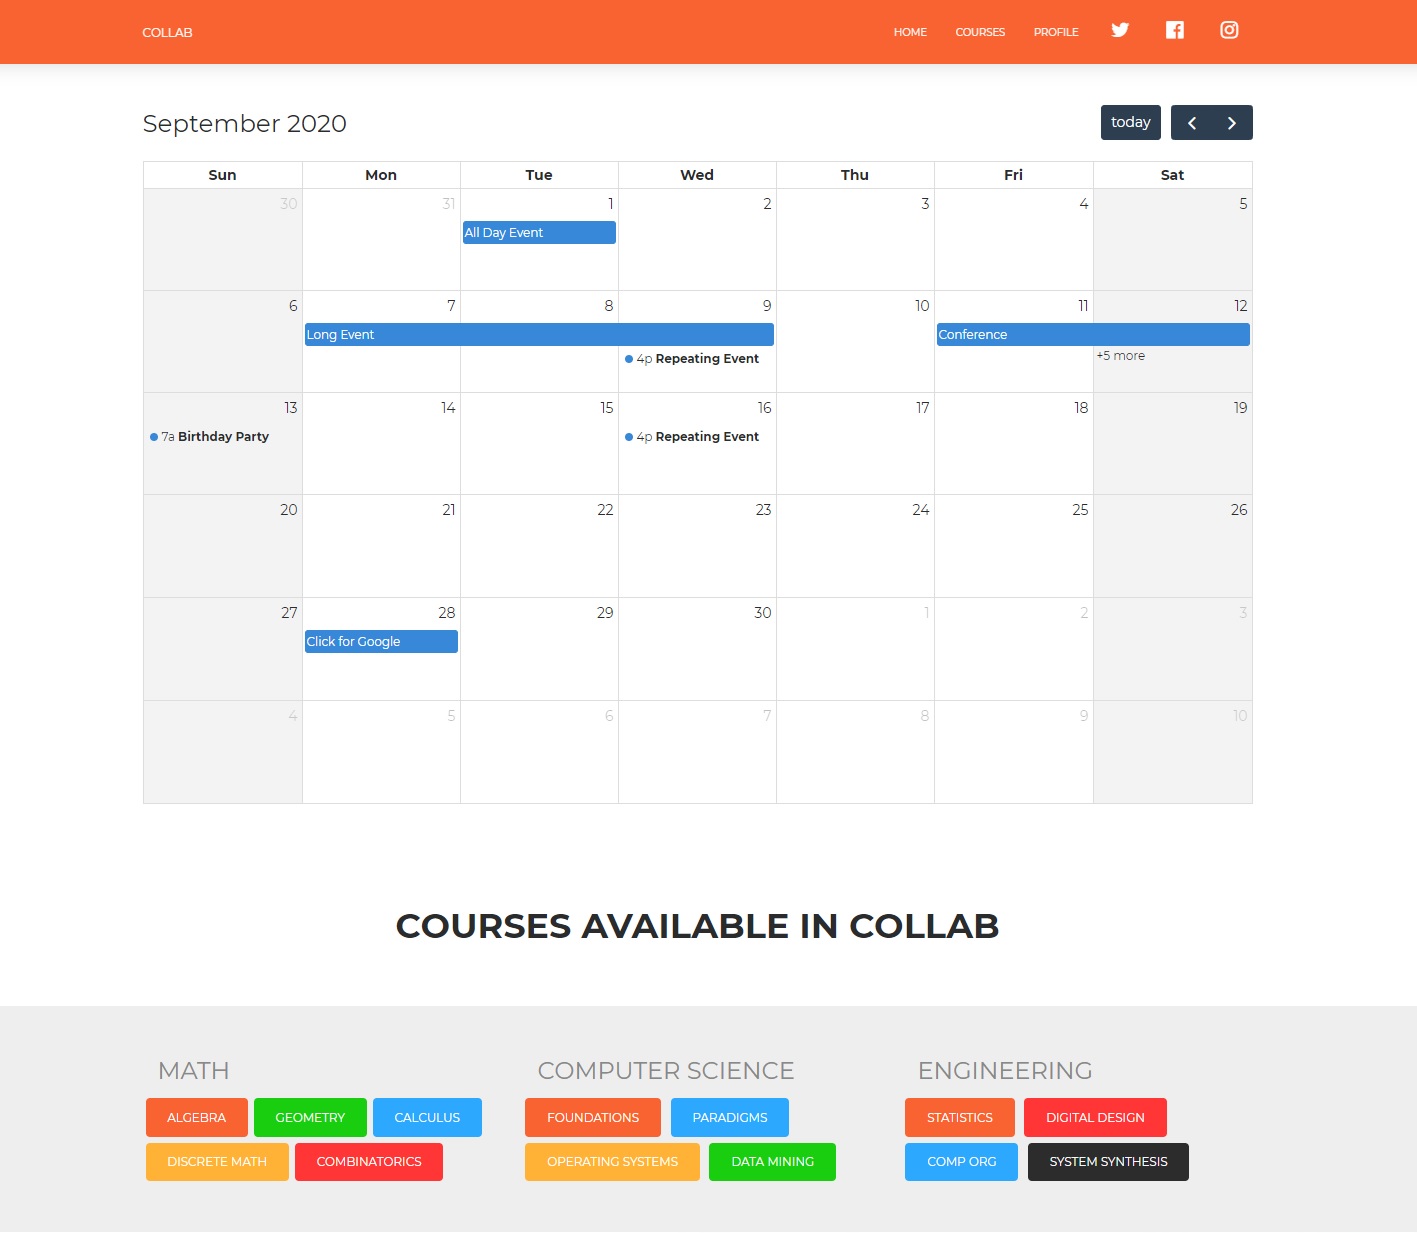 COLLAB HOME COURSES PROFILE
September 2020 today
Sun Mon Tue Wed Thu Fri Sat
30 31 1 2 3 4 5
All Day Event
6 7 8 9 10 11 12
Long Event Conference
4p Repeating Event +5 more
13 14 15 16 17 18 19
7a Birthday Party 4p Repeating Event
20 21 22 23 24 25 26
27 28 29 30 1 2 3
Click for Google
4 5 6 7 8 9 10
COURSES AVAILABLE IN COLLAB
MATH COMPUTER SCIENCE ENGINEERING
ALGEBRA GEOMETRY CALCULUS FOUNDATIONS PARADIGMS STATISTICS DIGITAL DESIGN
DISCRETE MATH COMBINATORICS OPERATING SYSTEMS DATA MINING COMP ORG SYSTEM SYNTHESIS